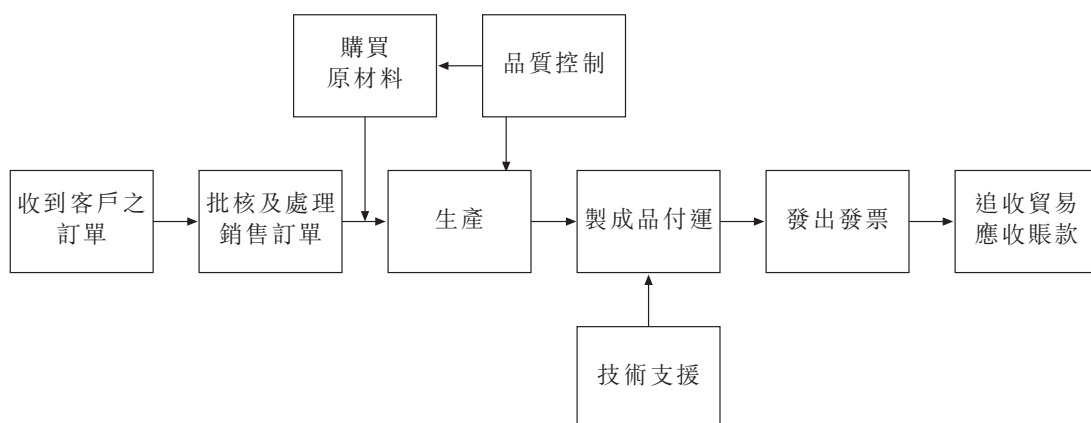 購買
原材料
品質控制
收到客戶之
訂單
批核及處理
銷售訂單
生產
製成品付運
發出發票
追收貿易
應收賬款
技術支援